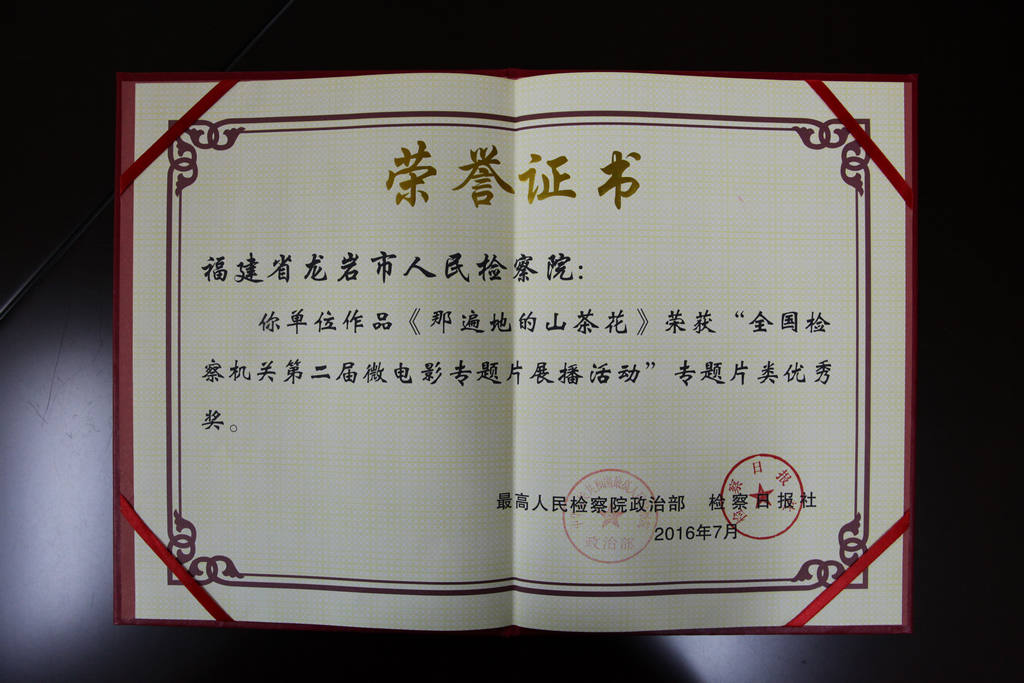 荣誉证书
福建省龙岩市人民检察院:
你单位作品《那遍地的山茶花》荣获“全国检
察机关第二届微电影专题片展播活动”专题片类优秀
奖。
最高人民检察院政治部 检察日报社
2016年7月
政治部